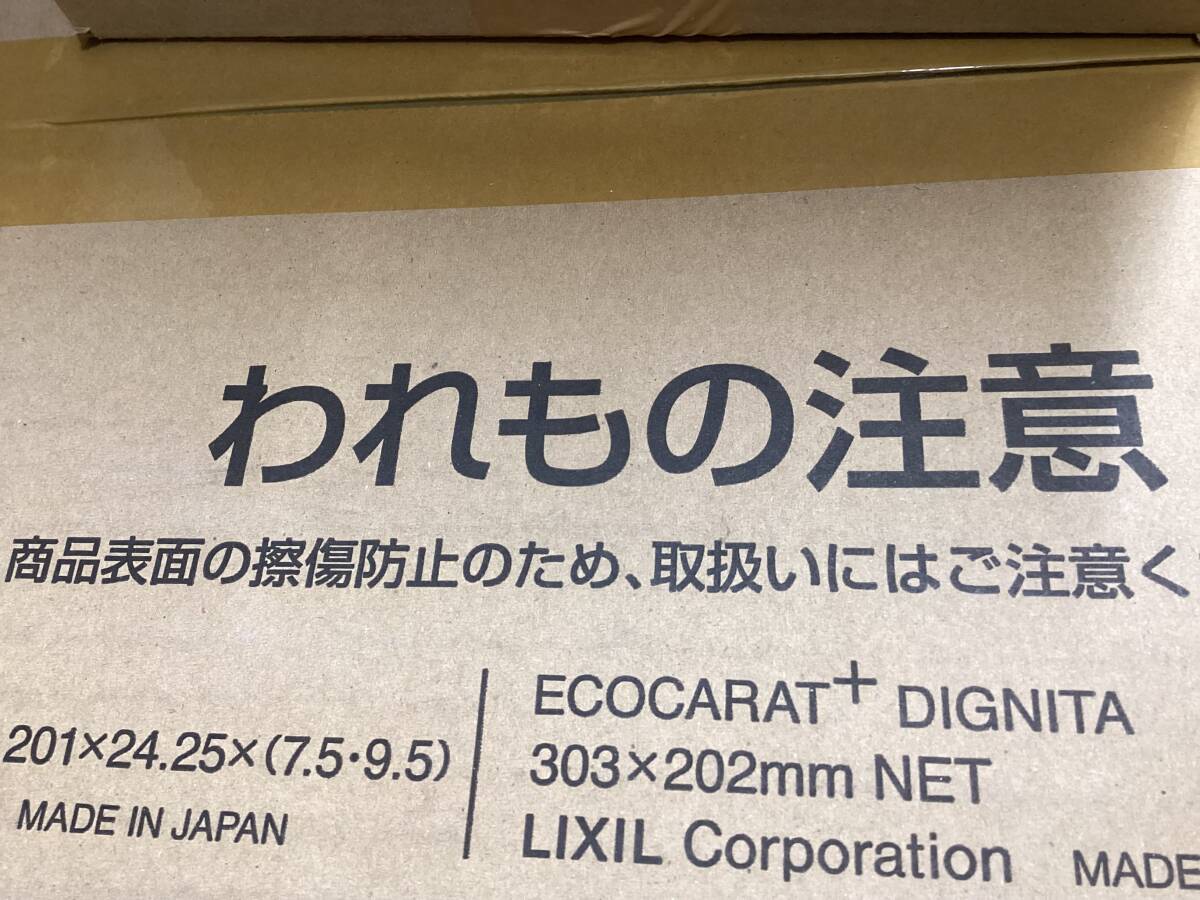 われもの注意
商品表面の擦傷防止のため、取扱いにはご注意く
ECOCARAT+ DIGNITA
201×24.25×(7.5・9.5)
303×202mm NET
MADE IN JAPAN
LIXIL Corporation
MADE